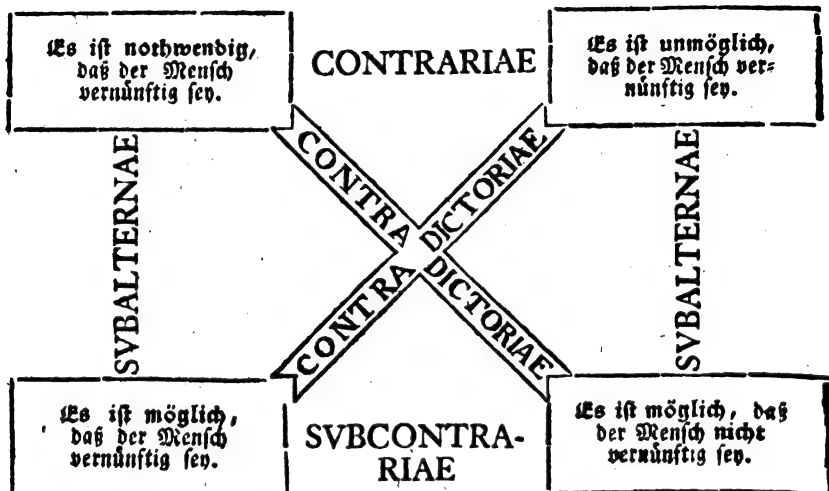 Es ist nothwendig,
daß der Mensch
vernünftig sey.
CONTRARIAE
Es ist unmöglich,
daß der Mensch ver=
nünftig sey.
SVBALTERNAE
CONTRA DICTORIAE
CONTRA DICTORIAE
SVBALTERNAE
Es ist möglich,
daß der Mensch
vernünftig sey.
SVBCONTRA-
RIAE
Es ist möglich, daß
der Mensch nicht
vernünftig sey.